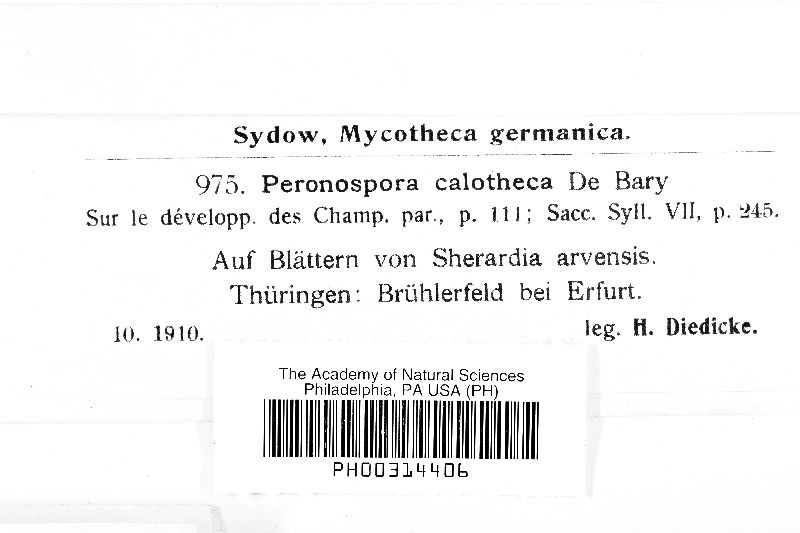 Sydow, Mycotheca germanica.
975. Peronospora calotheca De Bary
Sur le développ. des Champ. par., p. 111; Sacc. Syll. VII, p. 245.
Auf Blättern von Sherardia arvensis.
Thüringen: Brühlerfeld bei Erfurt.
10. 1910. leg. H. Diedicke.
The Academy of Natural Sciences
Philadelphia, PA USA (PH)
PH00314406